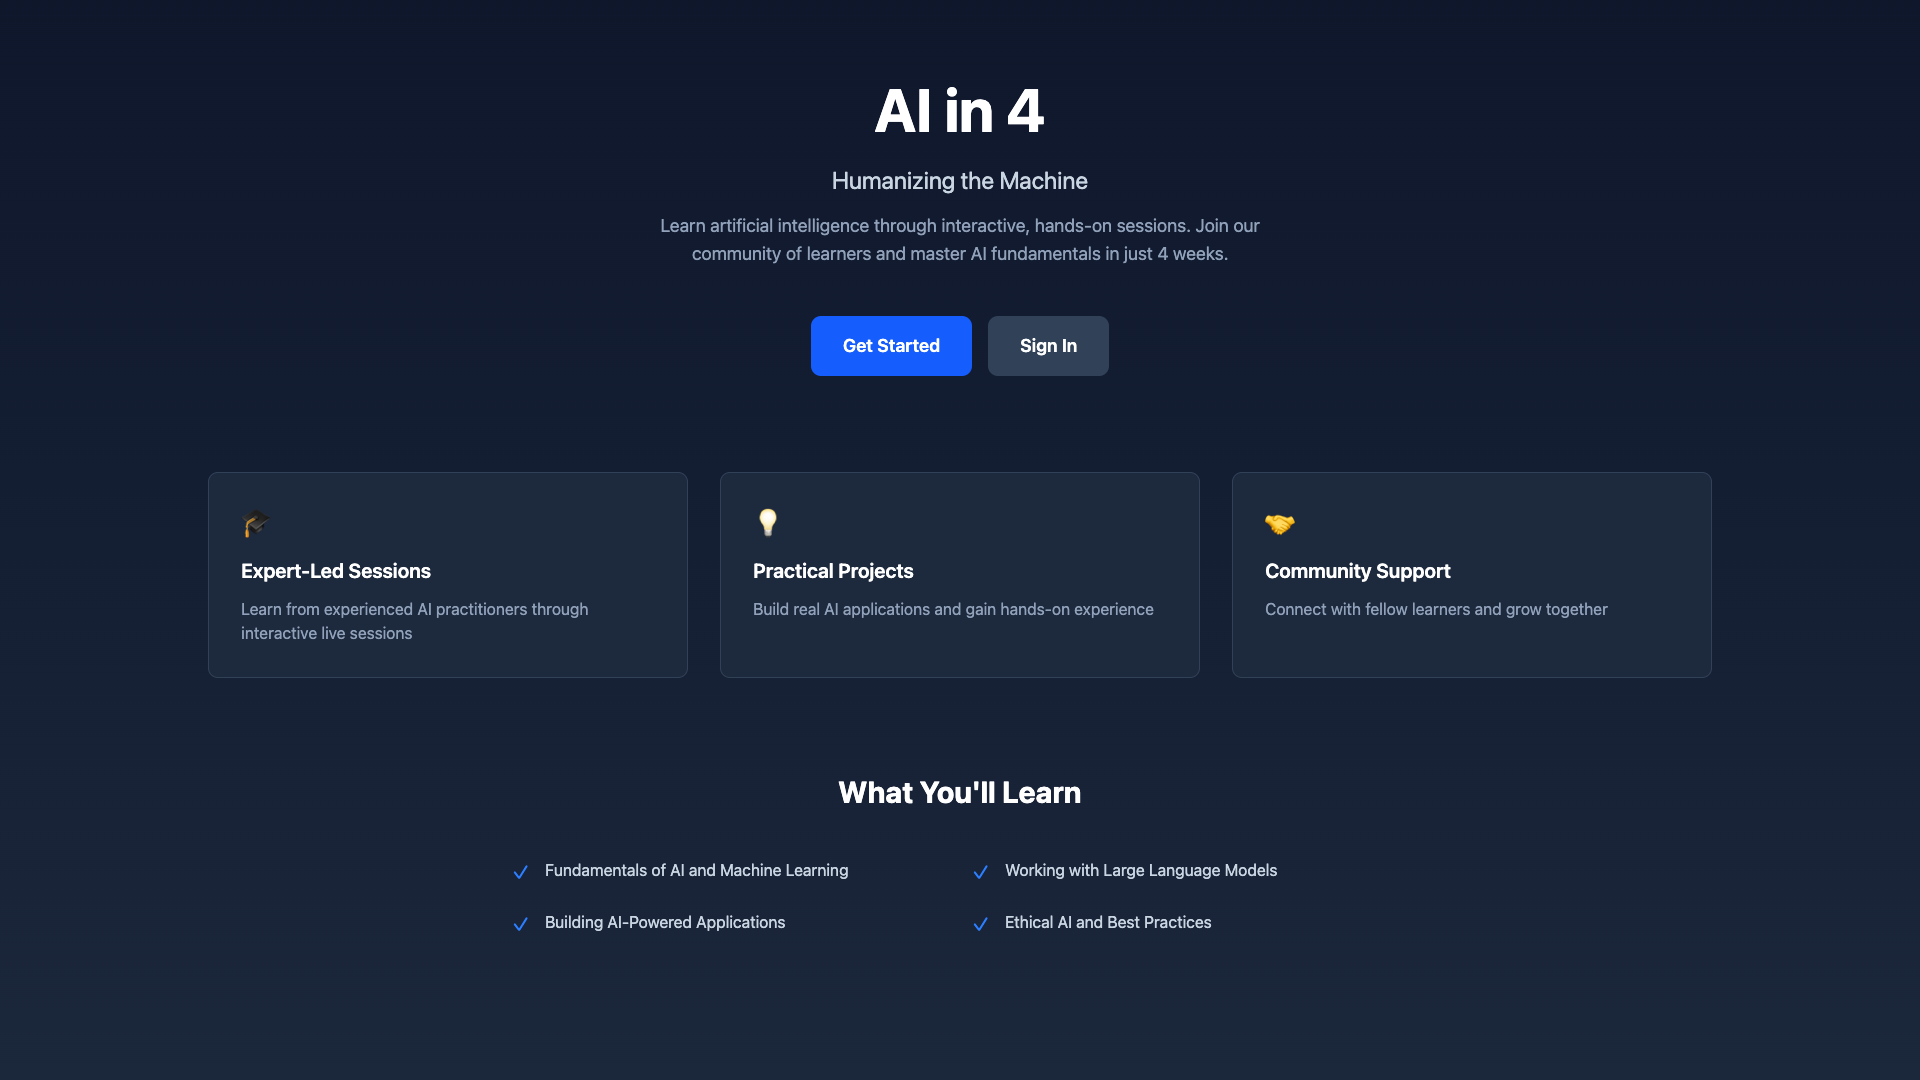 AI in 4
Humanizing the Machine
Learn artificial intelligence through interactive, hands-on sessions. Join our
community of learners and master AI fundamentals in just 4 weeks.
Get Started
Sign In
Expert-Led Sessions
Learn from experienced AI practitioners through
interactive live sessions
Practical Projects
Build real AI applications and gain hands-on experience
Community Support
Connect with fellow learners and grow together
What You'll Learn
Fundamentals of AI and Machine Learning
Working with Large Language Models
Building AI-Powered Applications
Ethical AI and Best Practices